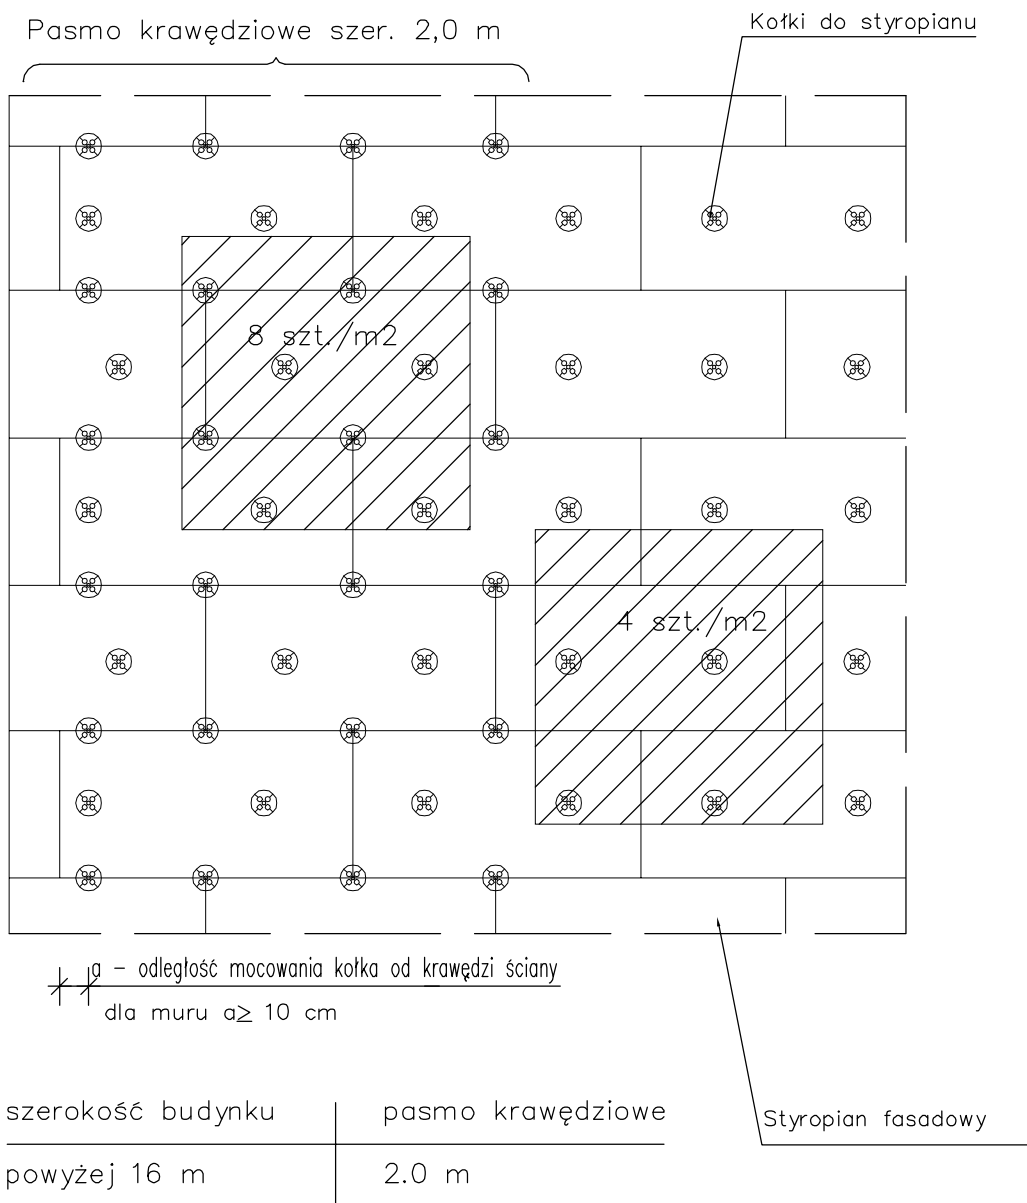 Pasmo krawędziowe szer. 2,0 m
Kołki do styropianu
8 szt./m2
4 szt./m2
a – odległość mocowania kołka od krawędzi ściany
dla muru a≥ 10 cm
szerokość budynku
pasmo krawędziowe
powyżej 16 m
2.0 m
Styropian fasadowy